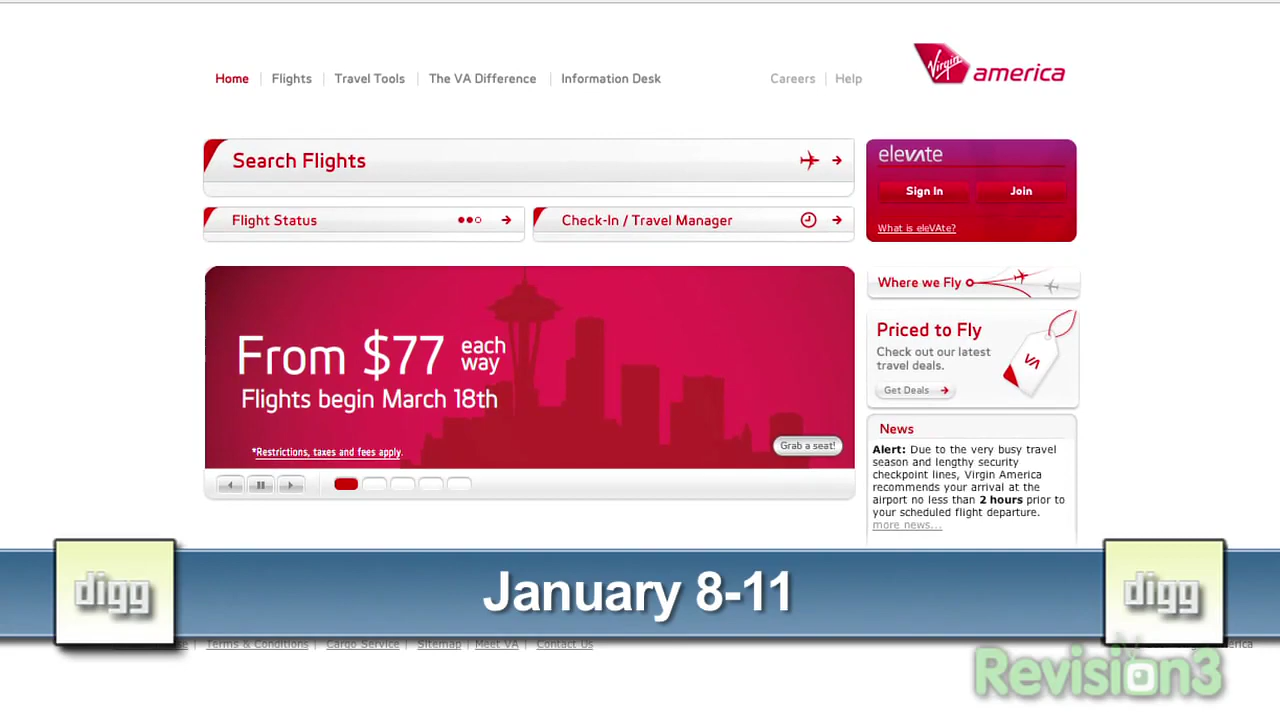 Home
Flights
Travel Tools
The VA Difference
Information Desk
Careers
Help
Virgin america
Search Flights
elevate
Sign In
Join
What is eleVAte?
Flight Status
Check-In / Travel Manager
From $77 each way
Flights begin March 18th
*Restrictions, taxes and fees apply.
Grab a seat!
Where we Fly
Priced to Fly
Check out our latest
travel deals.
VA
Get Deals
News
Alert: Due to the very busy travel
season and lengthy security
checkpoint lines, Virgin America
recommends your arrival at the
airport no less than 2 hours prior to
your scheduled flight departure.
more news...
digg
January 8-11
digg
Terms & Conditions
Cargo Service
Sitemap
Meet VA
Contact Us
Revision3